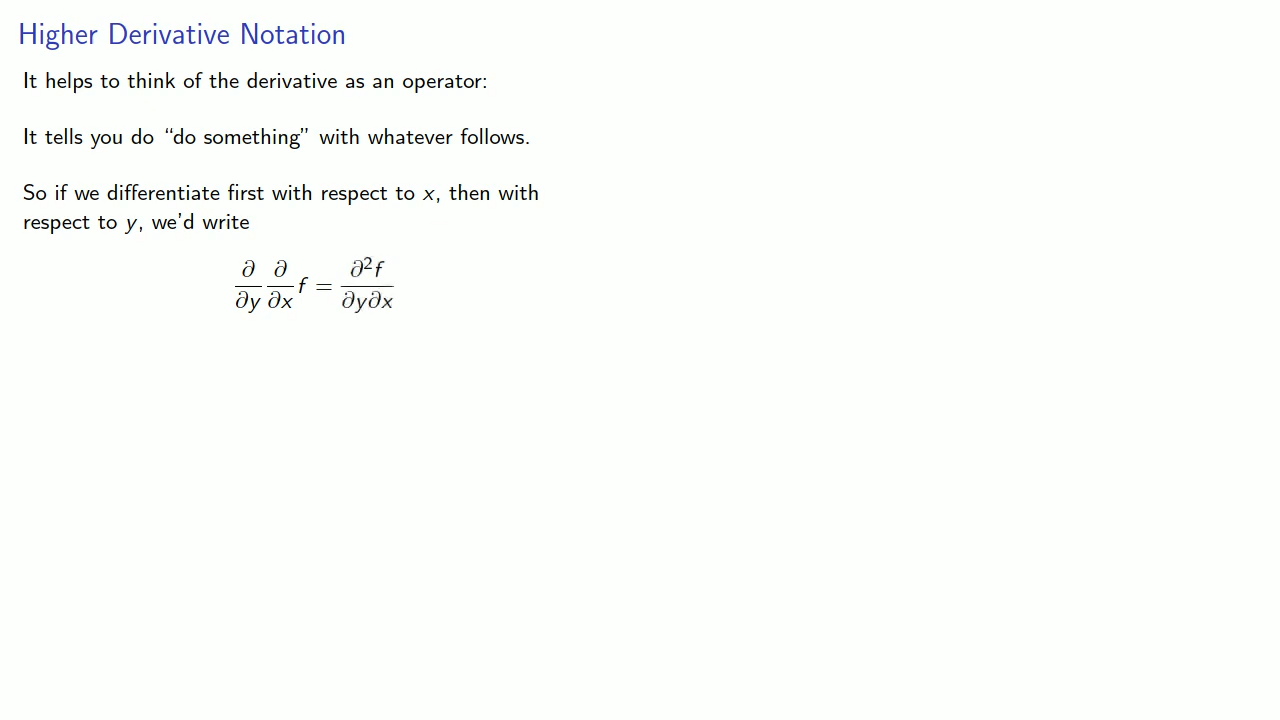 Higher Derivative Notation
It helps to think of the derivative as an operator:
It tells you do “do something” with whatever follows.
So if we differentiate first with respect to x, then with
respect to y, we’d write
∂/∂y ∂/∂x f = ∂²f/∂y∂x